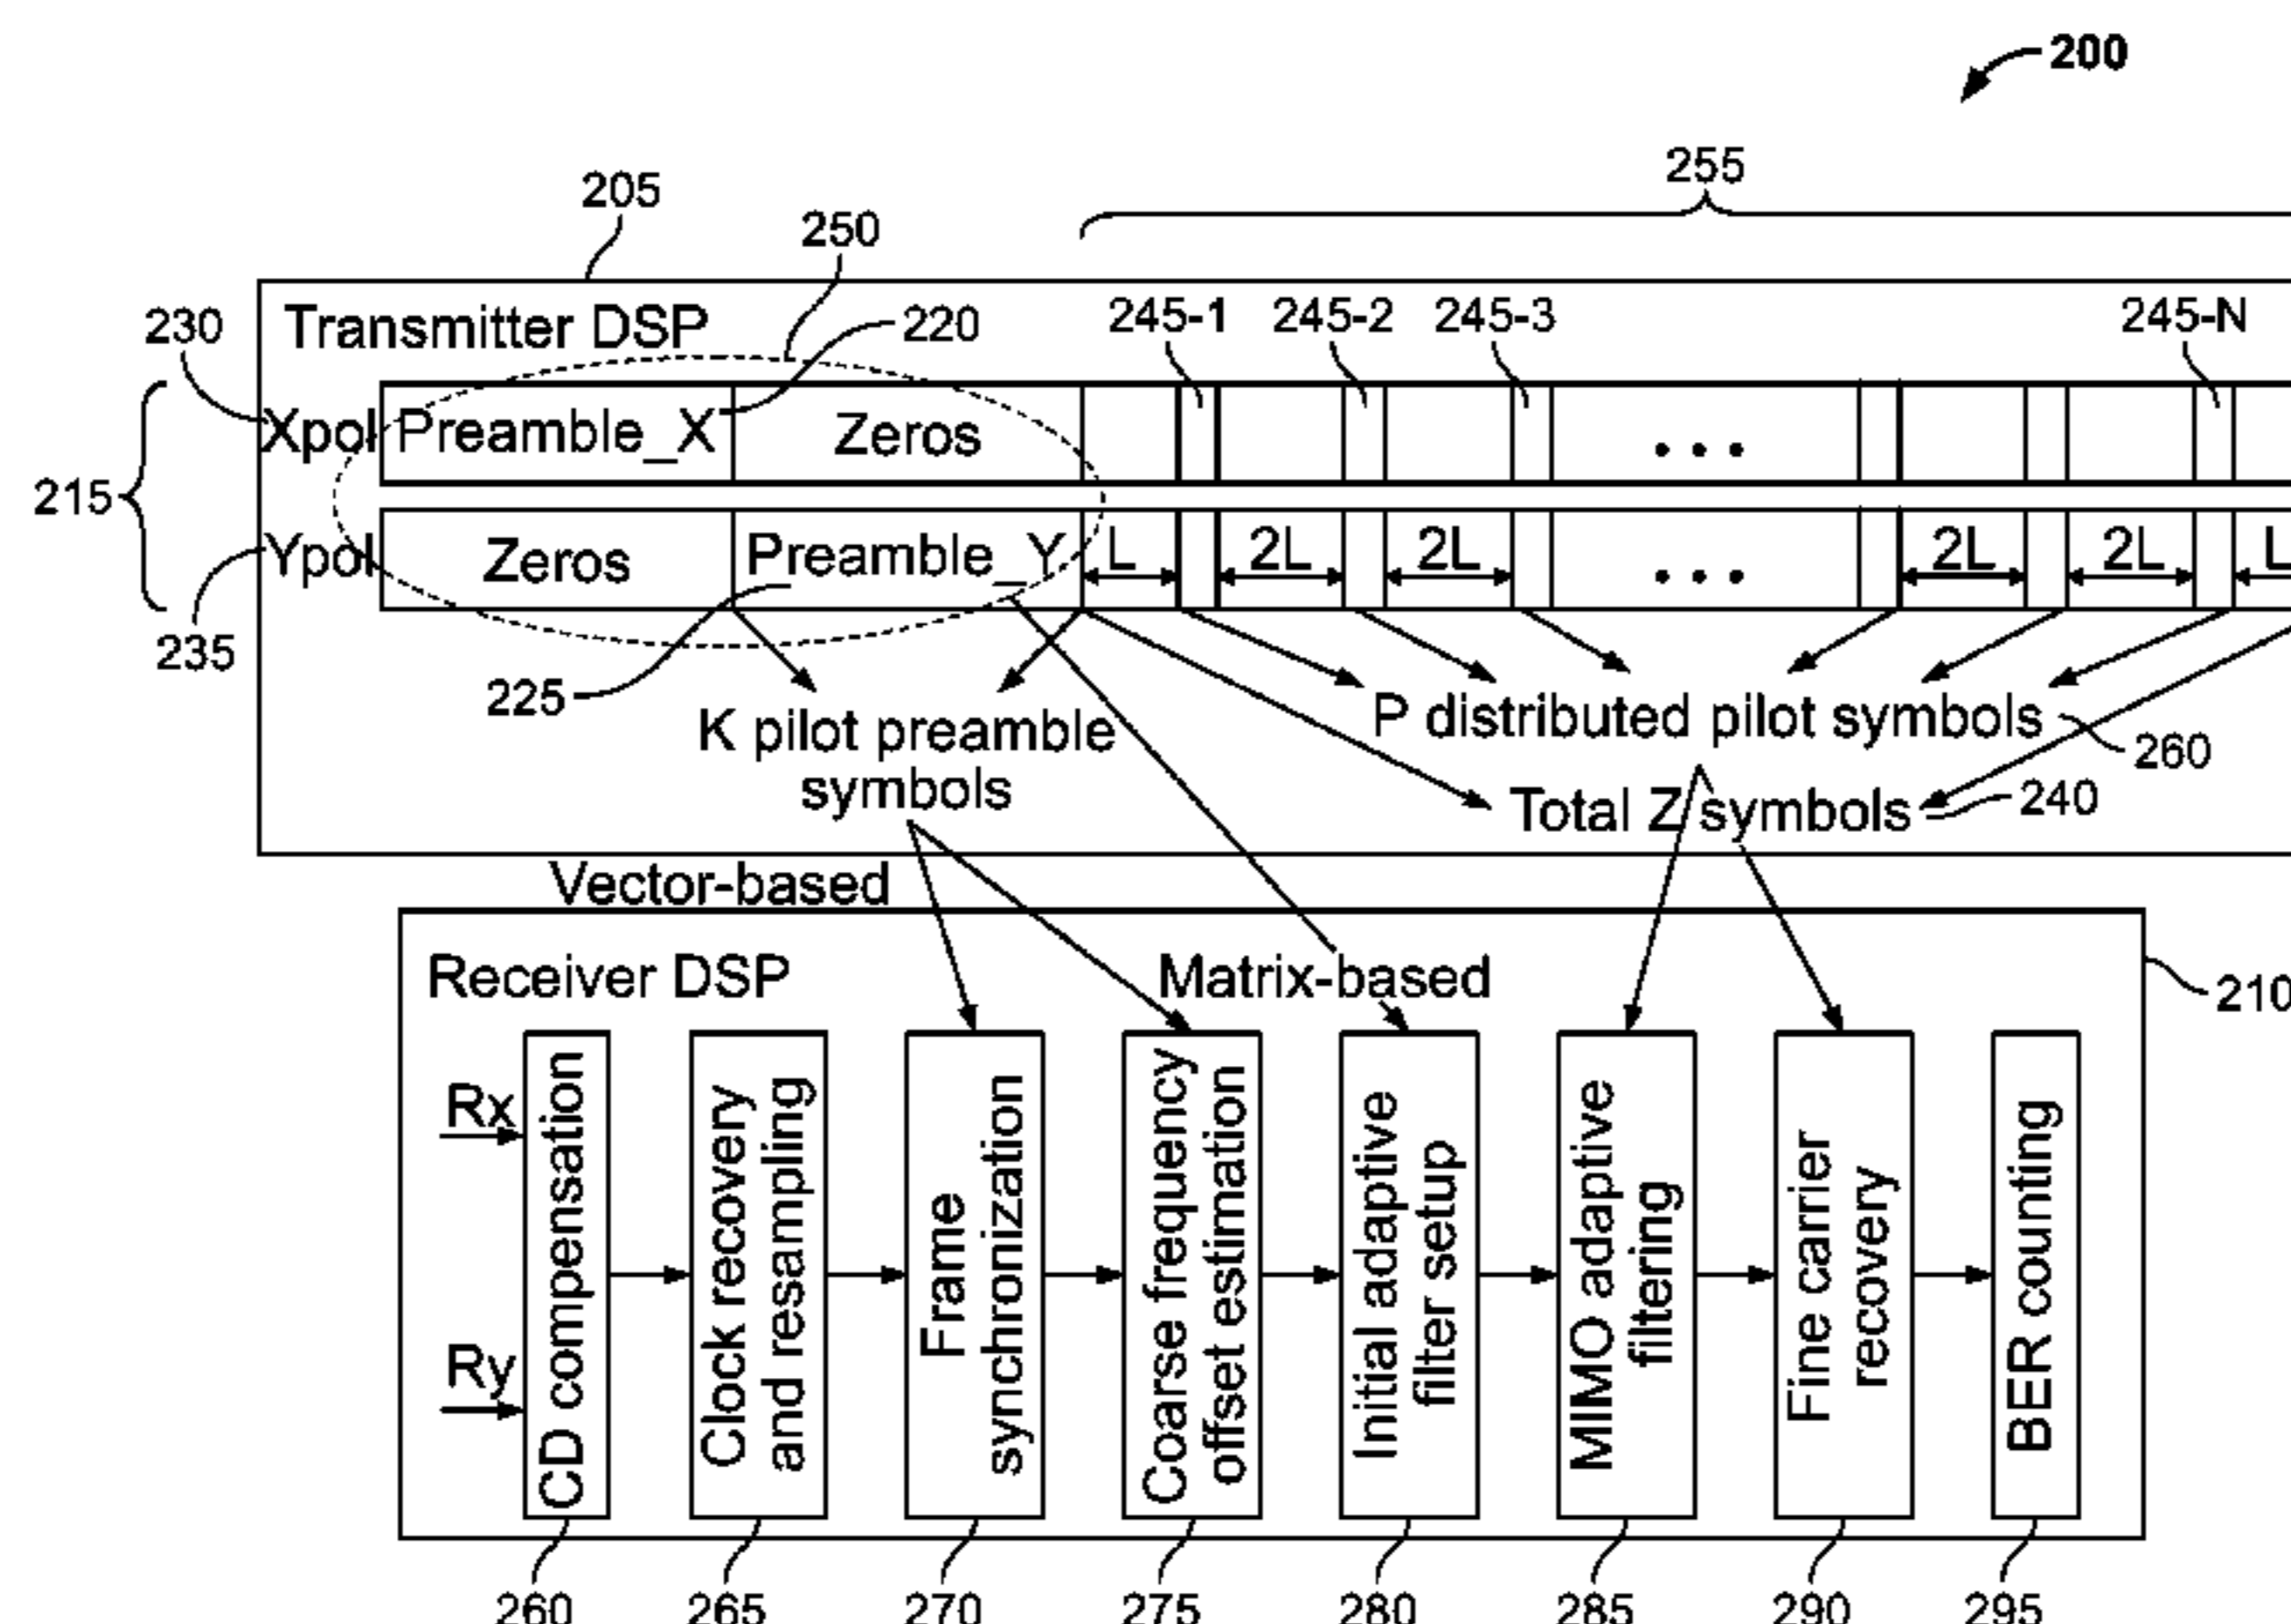 200
255
205
250
Transmitter DSP
245-1 245-2 245-3 245-N
230
220
Xpol Preamble_X Zeros ...
215
Ypol Zeros Preamble_Y L 2L 2L ... 2L 2L L
235
225
K pilot preamble
symbols
P distributed pilot symbols
260
Total Z symbols
240
Vector-based
Receiver DSP
Matrix-based
210
Rx
Ry
CD compensation
Clock recovery
and resampling
Frame
synchronization
Coarse frequency
offset estimation
Initial adaptive
filter setup
MIMO adaptive
filtering
Fine carrier
recovery
BER counting
260 265 270 275 280 285 290 295